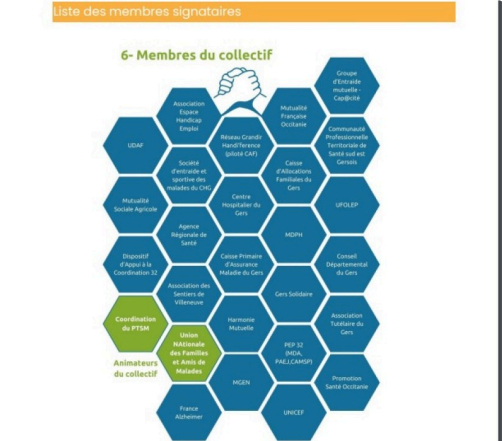 Liste des membres signataires
6- Membres du collectif
Groupe
d'Entraide
mutuelle -
Cap@cité
Association
Espace
Handicap
Emploi
Mutualité
Française
Occitanie
UDAF
Réseau Grandir
Handi'férence
(piloté CAF)
Communauté
Professionnelle
Territoriale de
Santé sud est
Gersois
Société
d'entraide et
sportive des
malades du CHG
Caisse
d'Allocations
Familiales du
Gers
Mutualité
Sociale Agricole
Centre
Hospitalier du
Gers
UFOLEP
Agence
Régionale de
Santé
MDPH
Dispositif
d'Appui à la
Coordination 32
Caisse Primaire
d'Assurance
Maladie du Gers
Conseil
Départemental
du Gers
Association des
Sentiers de
Villeneuve
Gers Solidaire
Coordination
du PTSM
Harmonie
Mutuelle
Association
Tutélaire du
Gers
Union
NAtionale
des Familles
et Amis de
Malades
PEP 32
(MDA,
PAEJ,CAMSP)
Animateurs
du collectif
MGEN
Promotion
Santé Occitanie
France
Alzheimer
UNICEF